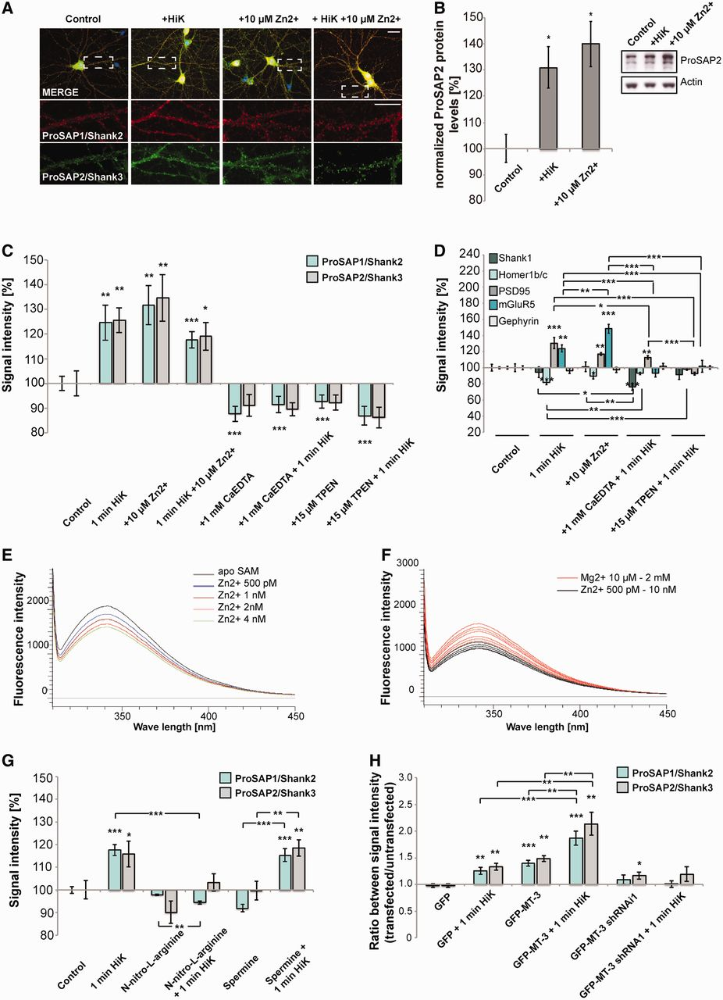 A
Control
+HiK
+10 µM Zn2+
+ HiK +10 µM Zn2+
MERGE
ProSAP1/Shank2
ProSAP2/Shank3
B
normalized ProSAP2 protein
levels [%]
150
140
130
120
110
100
90
80
*
*
Control
+HiK
+10 µM Zn2+
Control
+HiK
+10 µM Zn2+
ProSAP2
Actin
C
Signal intensity [%]
150
140
130
120
110
100
90
80
ProSAP1/Shank2
ProSAP2/Shank3
** **
** **
*** *
***
***
***
***
Control
1 min HiK
+10 µM Zn2+
1 min HiK +10 µM Zn2+
+1 mM CaEDTA
+1 mM CaEDTA + 1 min HiK
+15 µM TPEN
+15 µM TPEN + 1 min HiK
D
Signal intensity [%]
240
220
200
180
160
140
120
100
80
60
40
20
Shank1
Homer1b/c
PSD95
mGluR5
Gephyrin
***
***
***
***
***
**
***
*
***
*** **
** ***
**
***
***
*
**
**
***
Control
1 min HiK
+10 µM Zn2+
+1 mM CaEDTA + 1 min HiK
+15 µM TPEN + 1 min HiK
E
Fluorescence intensity
2000
1000
0
apo SAM
Zn2+ 500 pM
Zn2+ 1 nM
Zn2+ 2nM
Zn2+ 4 nM
350
400
450
Wave length [nm]
F
Fluorescence intensity
3000
2000
1000
0
Mg2+ 10 µM - 2 mM
Zn2+ 500 pM - 10 nM
350
400
450
Wave length [nm]
G
Signal intensity [%]
150
140
130
120
110
100
90
80
ProSAP1/Shank2
ProSAP2/Shank3
***
*** *
**
***
**
*** **
Control
1 min HiK
N-nitro-L-arginine
N-nitro-L-arginine
+ 1 min HiK
Spermine
Spermine +
1 min HiK
H
Ratio between signal intensity
(transfected/untransfected)
3.0
2.5
2.0
1.0
0.5
0
ProSAP1/Shank2
ProSAP2/Shank3
**
**
**
***
** **
*** **
*** **
*
GFP
GFP + 1 min HiK
GFP-MT-3
GFP-MT-3 + 1 min HiK
GFP-MT-3 shRNAi1
GFP-MT-3 shRNA1 + 1 min HiK